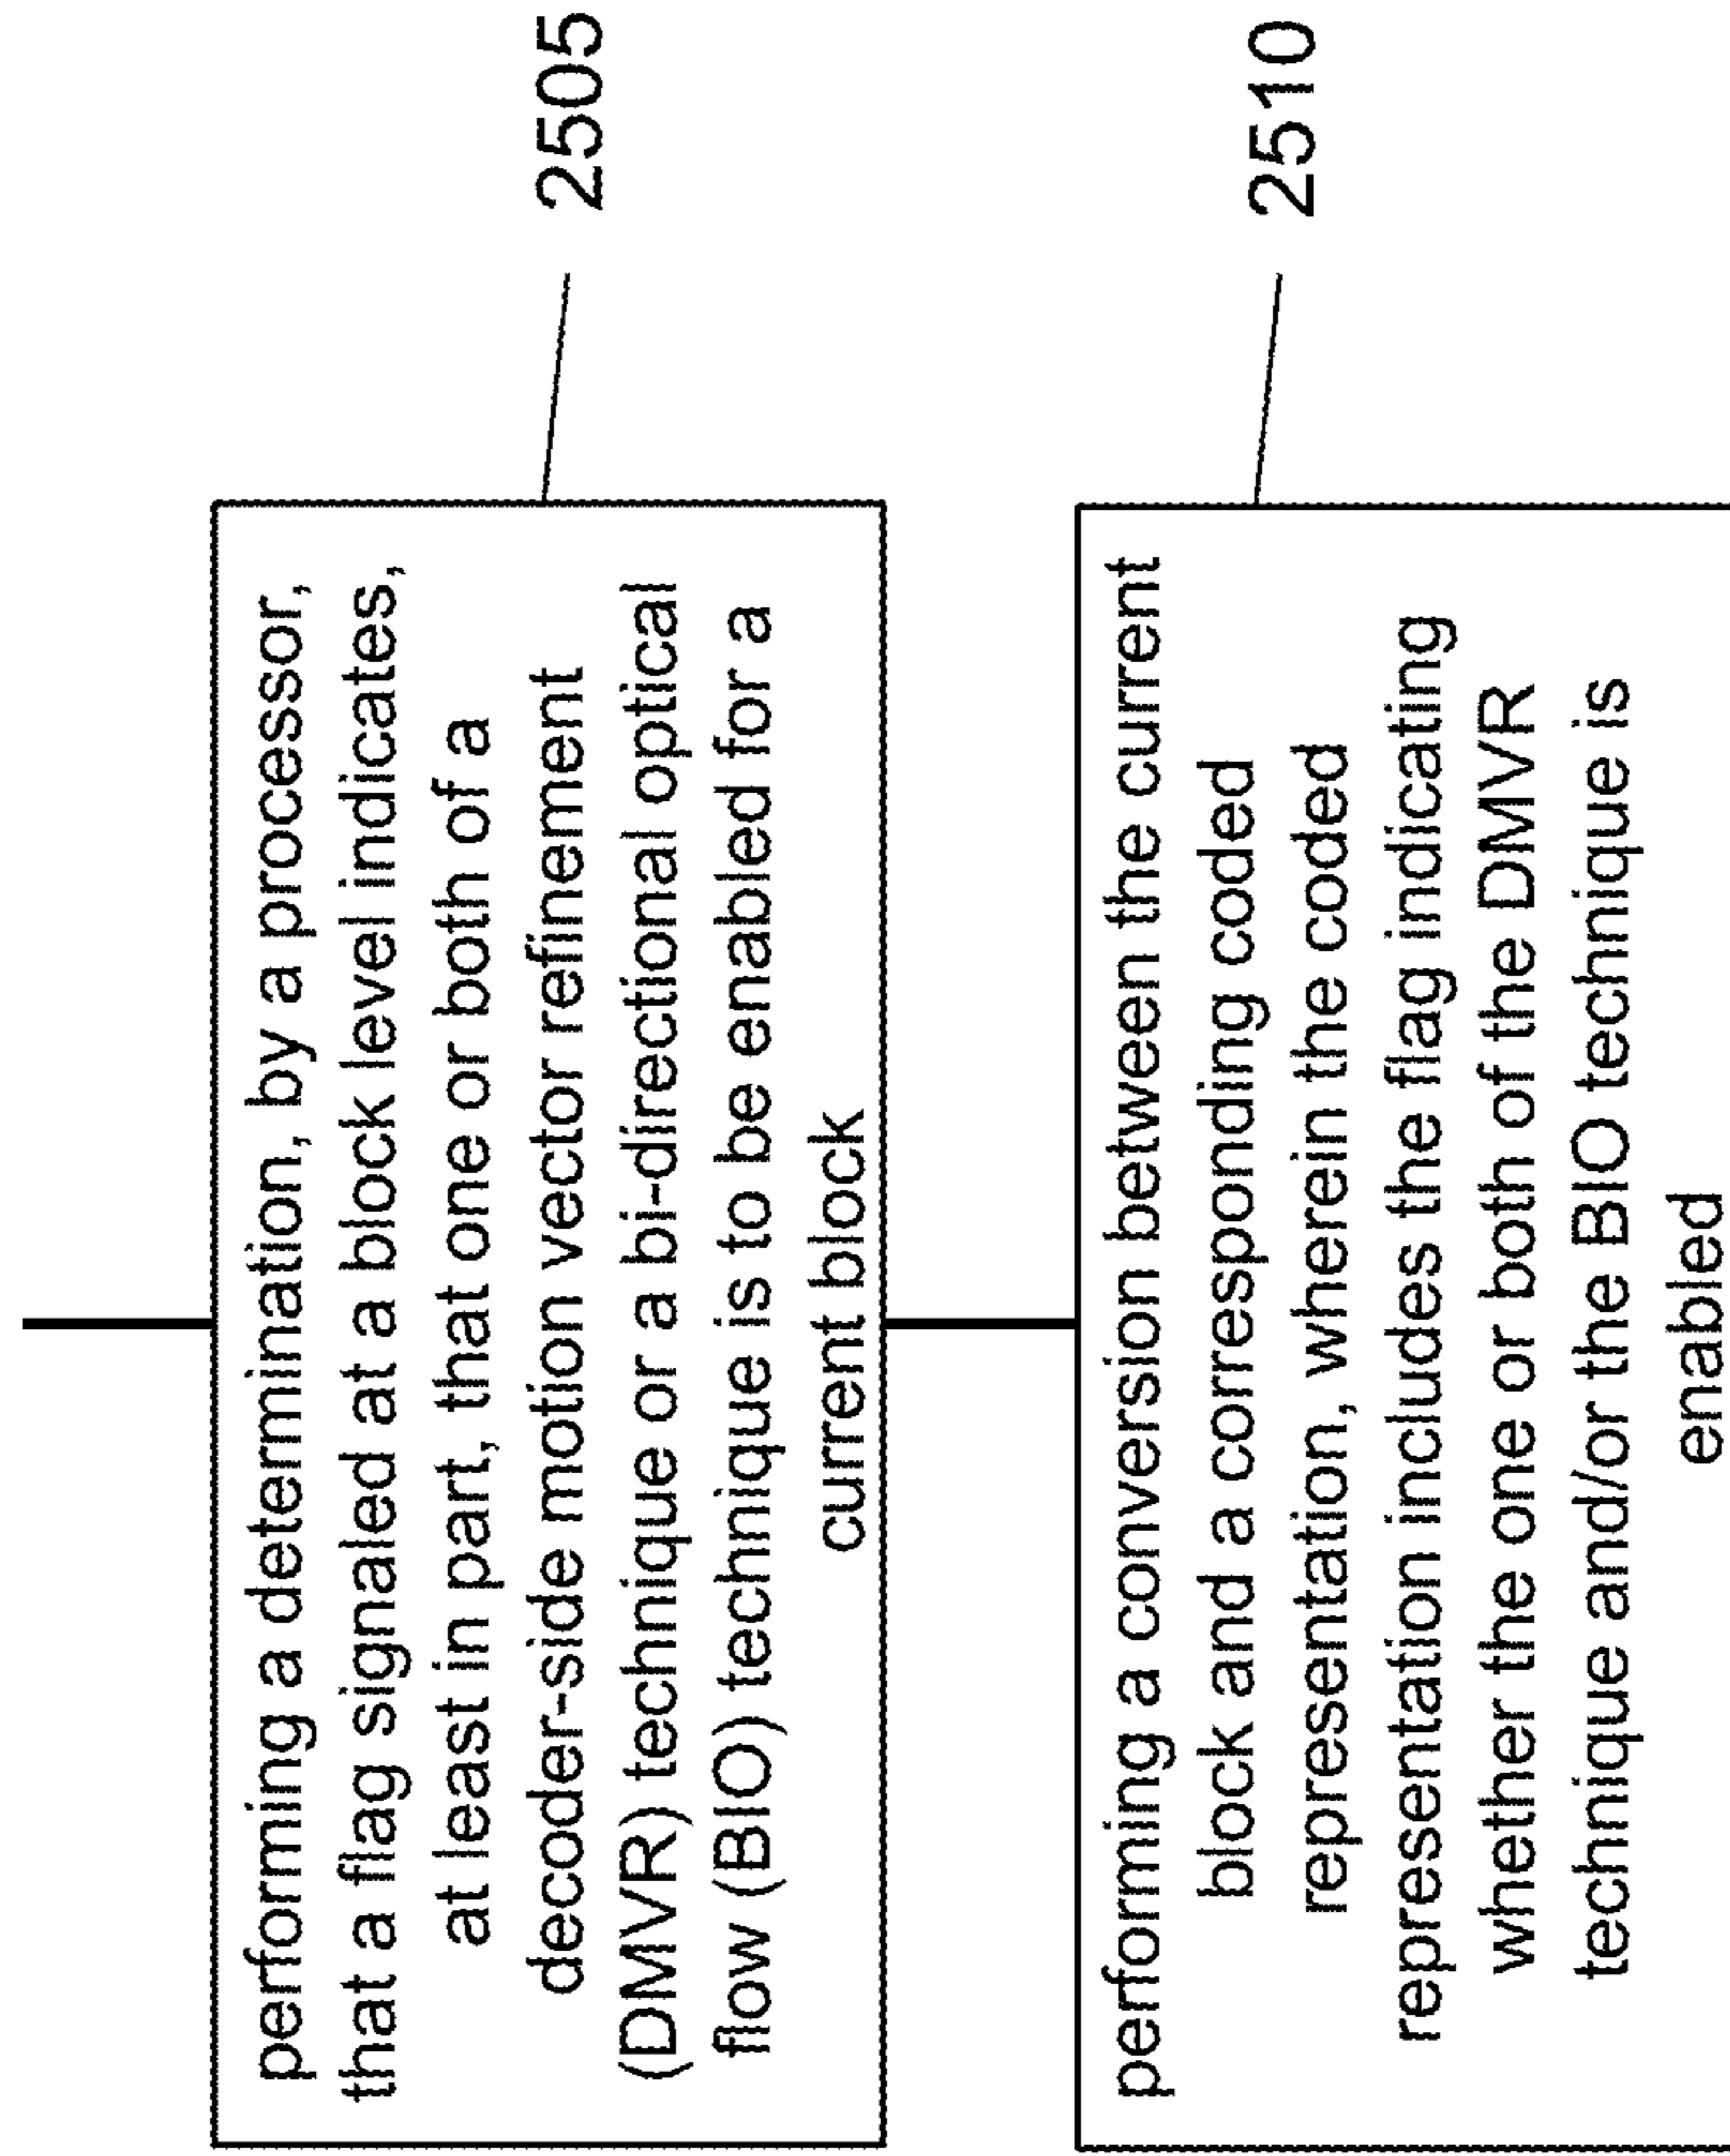 performing a determination, by a processor,
that a flag signaled at a block level indicates,
at least in part, that one or both of a
decoder-side motion vector refinement
(DMVR) technique or a bi-directional optical
flow (BIO) technique is to be enabled for a
current block
2505
performing a conversion between the current
block and a corresponding coded
representation, wherein the coded
representation includes the flag indicating
whether the one or both of the DMVR
technique and/or the BIO technique is
enabled
2510